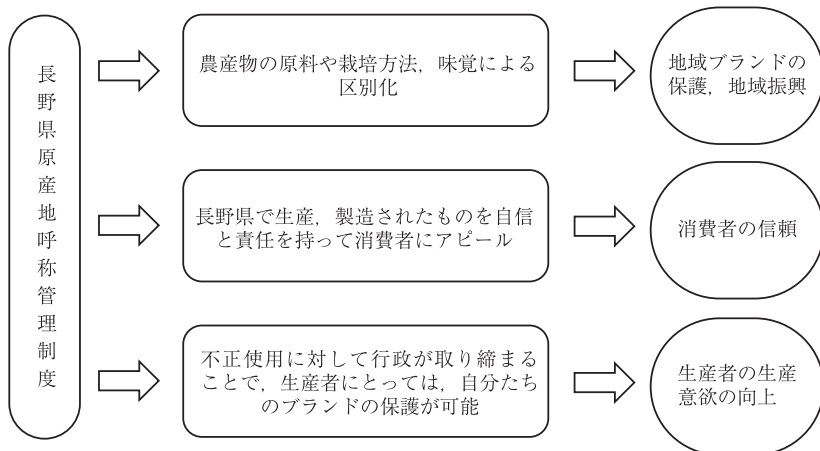 長野県原産地呼称管理制度
農産物の原料や栽培方法，味覚による
区別化
地域ブランドの
保護，地域振興
長野県で生産，製造されたものを自信
と責任を持って消費者にアピール
消費者の信頼
不正使用に対して行政が取り締まる
ことで，生産者にとっては，自分たち
のブランドの保護が可能
生産者の生産
意欲の向上